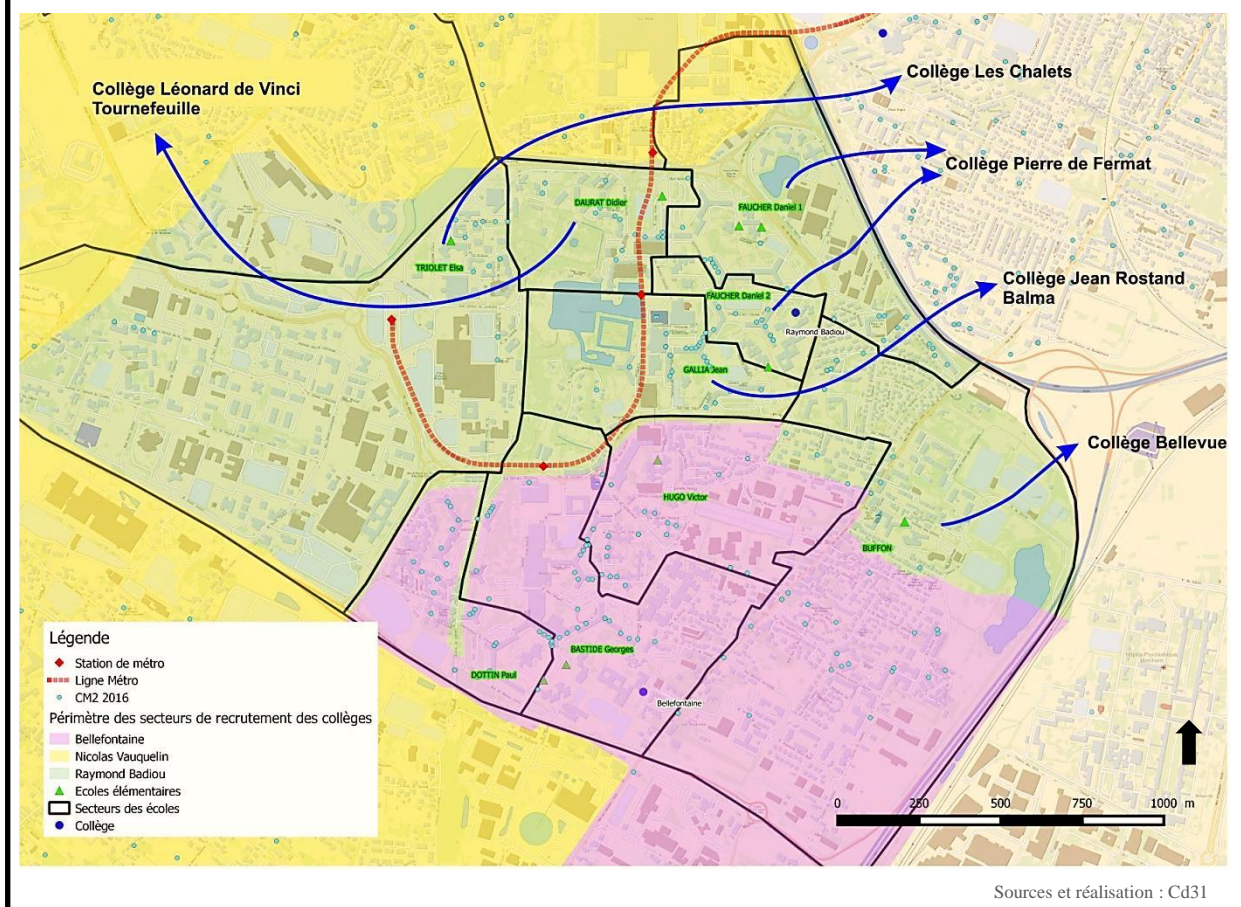 Collège Léonard de Vinci
Tournefeuille
Collège Les Chalets
Collège Pierre de Fermat
DAURAT Didier
FAUCHER Daniel 1
TRIOLET Elsa
Collège Jean Rostand
Balma
FAUCHER Daniel 2
Raymond Badiou
GALLIA Jean
Collège Bellevue
HUGO Victor
BUFFON
BASTIDE Georges
DOTTIN Paul
Bellefontaine
Légende
Station de métro
Ligne Métro
CM2 2016
Périmètre des secteurs de recrutement des collèges
Bellefontaine
Nicolas Vauquelin
Raymond Badiou
Ecoles élémentaires
Secteurs des écoles
Collège
0 250 500 750 1000 m
Sources et réalisation : Cd31